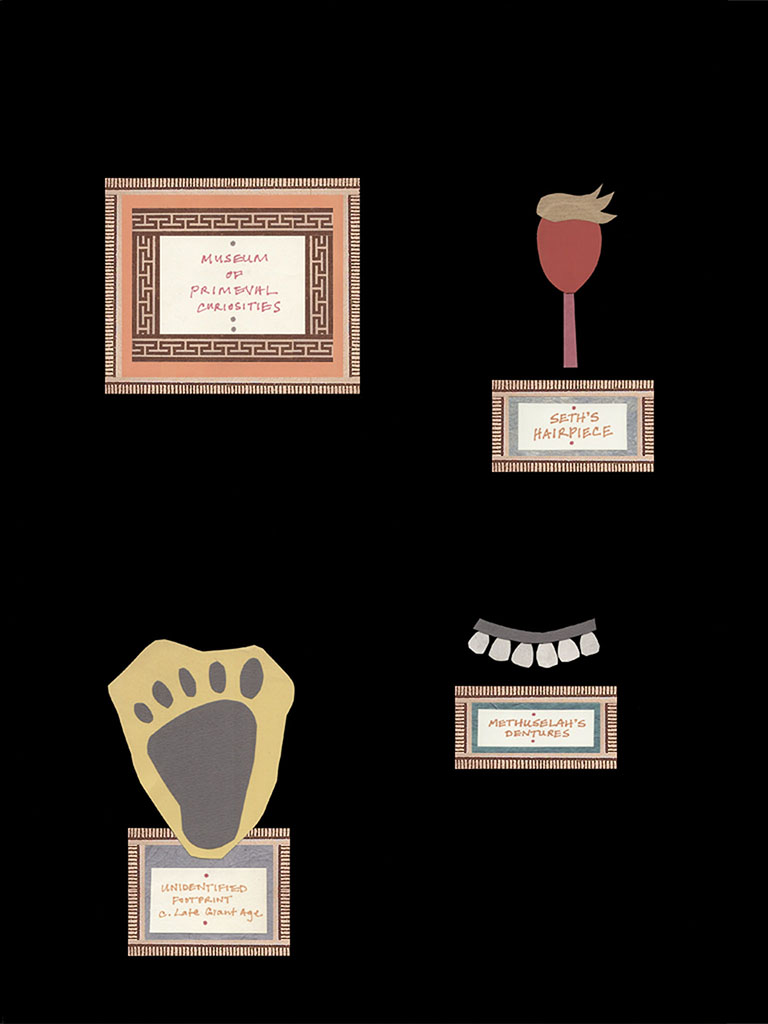 MUSEUM
OF
PRIMEVAL
CURIOSITIES
SETH'S
HAIRPIECE
METHUSELAH'S
DENTURES
UNIDENTIFIED
FOOTPRINT
c. Late Giant Age